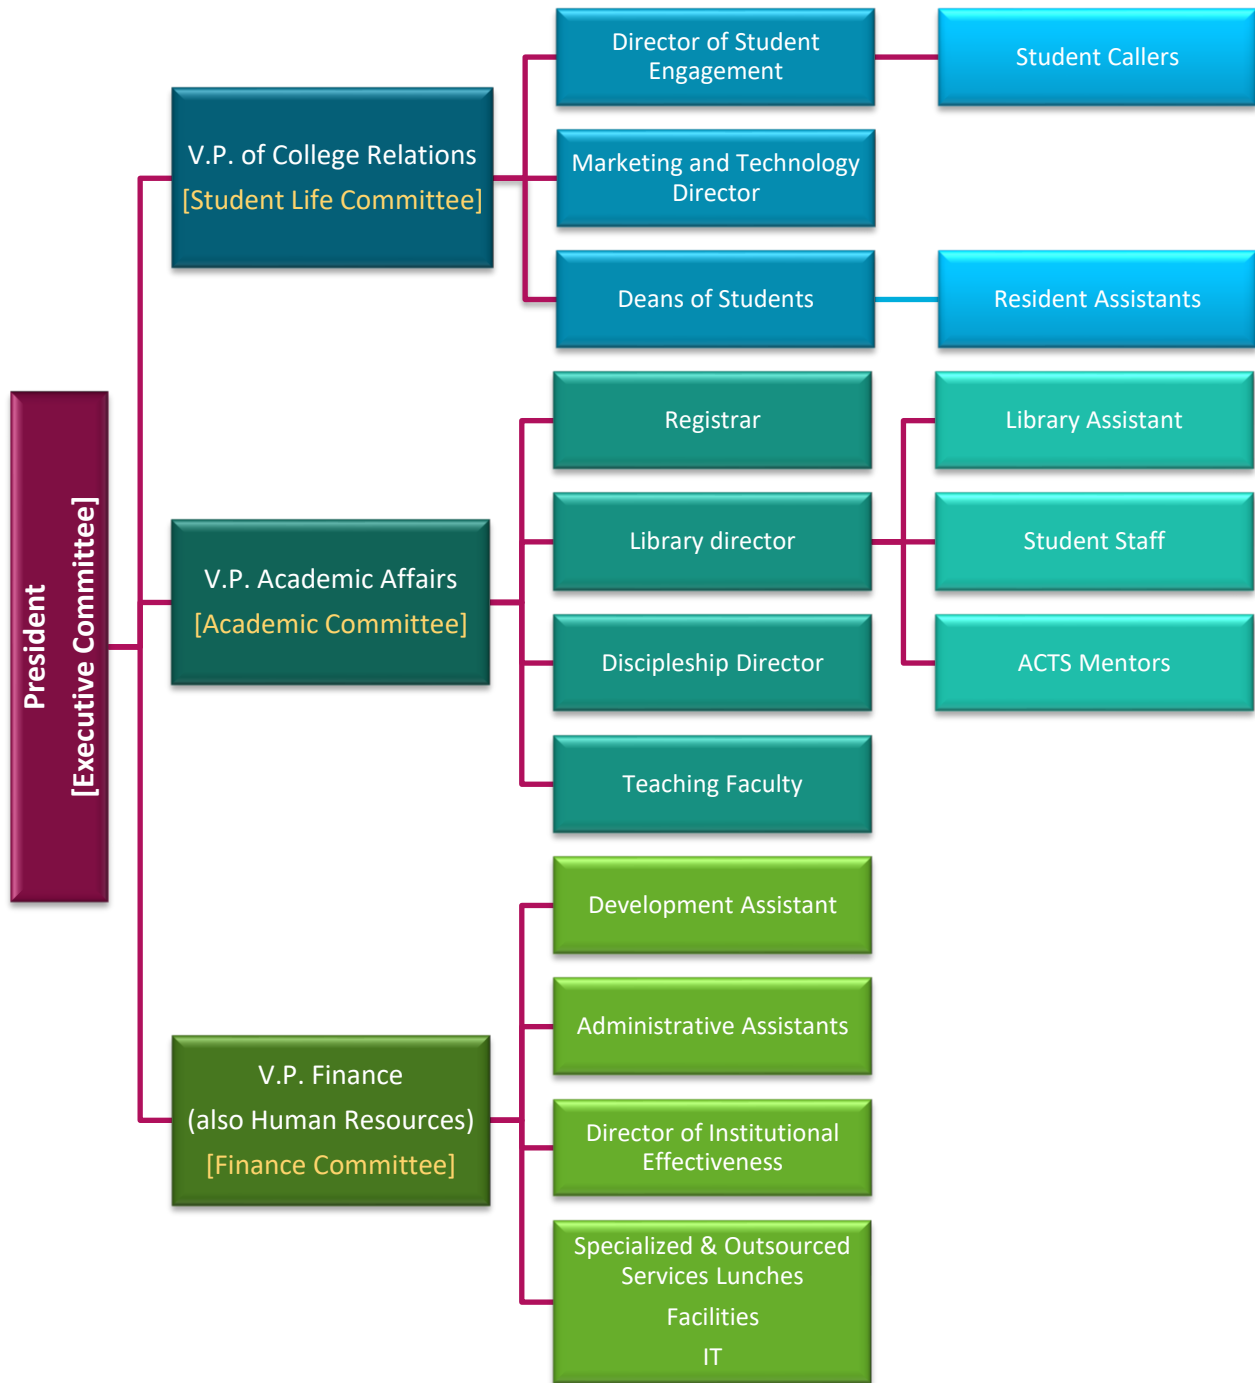 President
[Executive Committee]
V.P. of College Relations
[Student Life Committee]
Director of Student
Engagement
Student Callers
Marketing and Technology
Director
Deans of Students
Resident Assistants
V.P. Academic Affairs
[Academic Committee]
Registrar
Library director
Library Assistant
Student Staff
ACTS Mentors
Discipleship Director
Teaching Faculty
V.P. Finance
(also Human Resources)
[Finance Committee]
Development Assistant
Administrative Assistants
Director of Institutional
Effectiveness
Specialized & Outsourced
Services Lunches
Facilities
IT